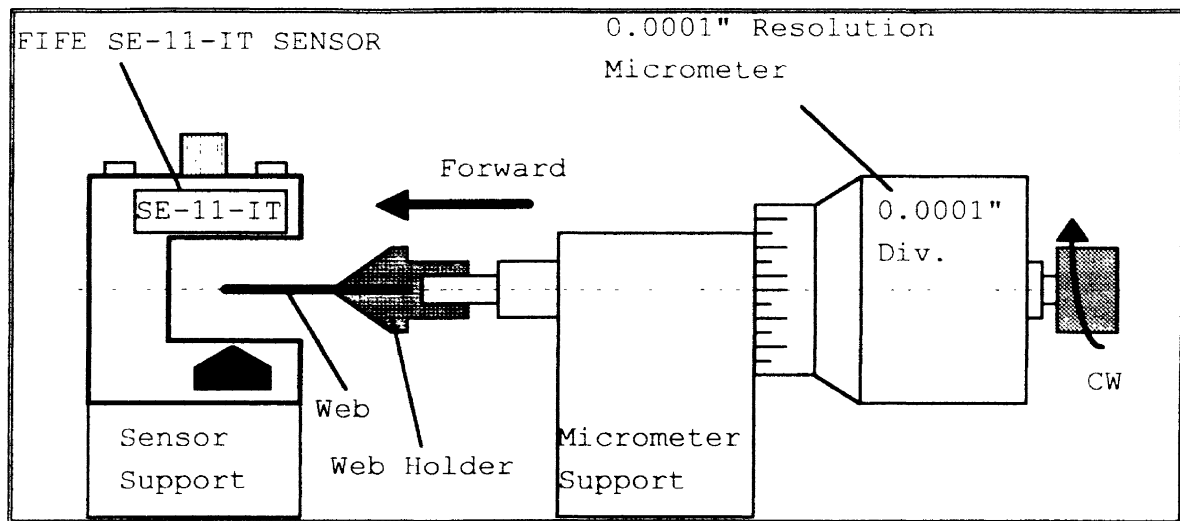 FIFE SE-11-IT SENSOR
0.0001" Resolution
Micrometer
Forward
SE-11-IT
0.0001"
Div.
CW
Web
Web Holder
Sensor
Support
Micrometer
Support